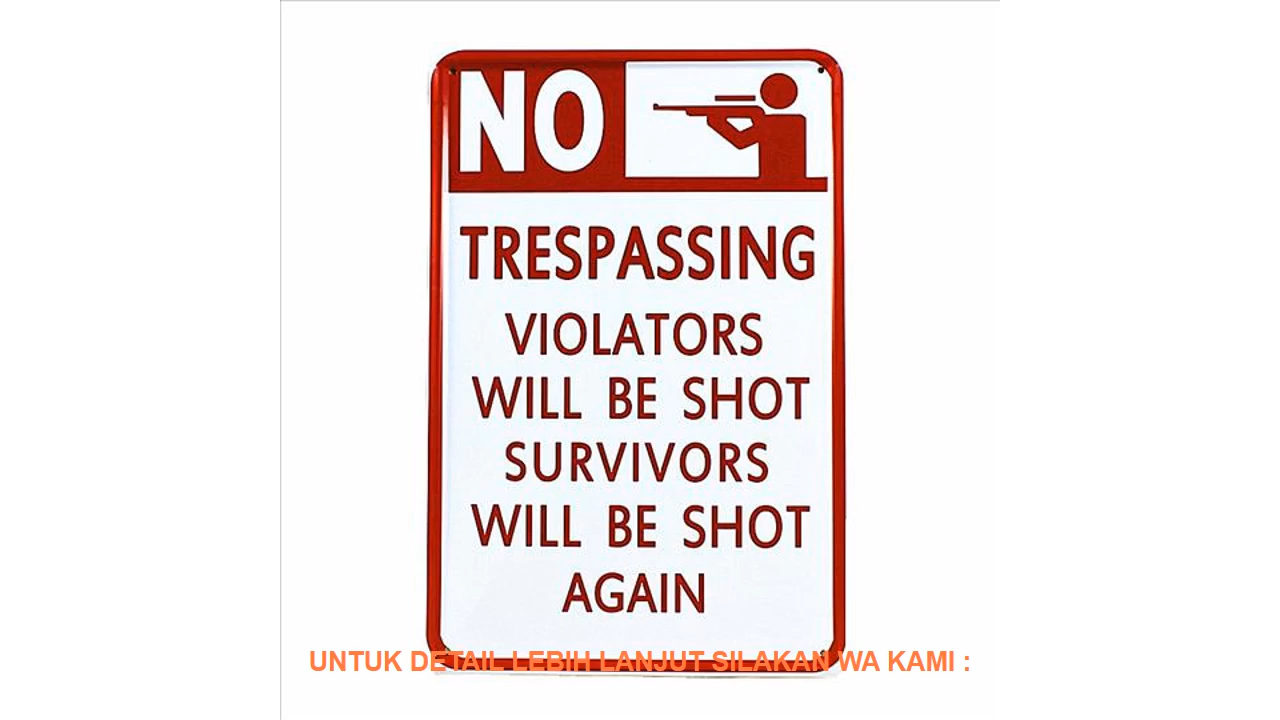 NO
TRESPASSING
VIOLATORS
WILL BE SHOT
SURVIVORS
WILL BE SHOT
AGAIN
UNTUK DETAIL LEBIH LANJUT SILAKAN WA KAMI :